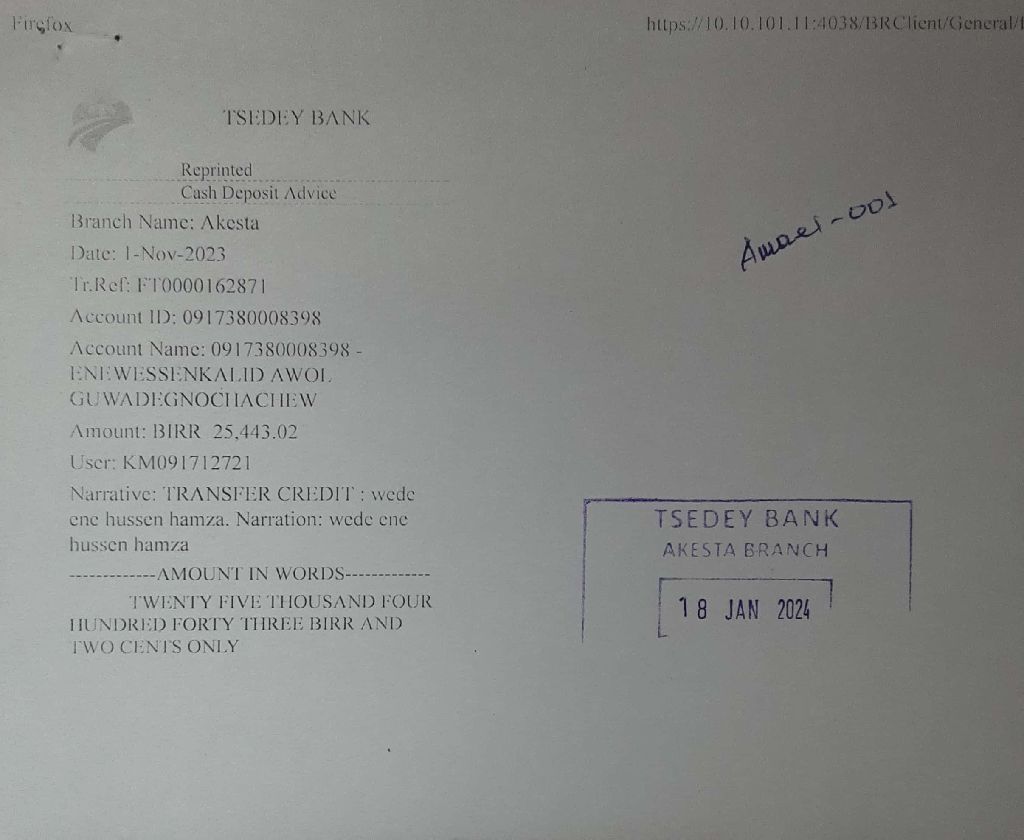 Firefox
https://10.10.101.11:4038/BRClient/General/f
TSEDEY BANK
Reprinted
Cash Deposit Advice
Branch Name: Akesta
Date: 1-Nov-2023
Tr.Ref: FT0000162871
Account ID: 0917380008398
Account Name: 0917380008398 -
ENEWESSENKALID AWOL
GUWADEGNOCHACHEW
Amount: BIRR 25,443.02
User: KM091712721
Narrative: TRANSFER CREDIT : wede
ene hussen hamza. Narration: wede ene
hussen hamza
-------------AMOUNT IN WORDS-------------
TWENTY FIVE THOUSAND FOUR
HUNDRED FORTY THREE BIRR AND
TWO CENTS ONLY
-001
TSEDEY BANK
AKESTA BRANCH
18 JAN 2024